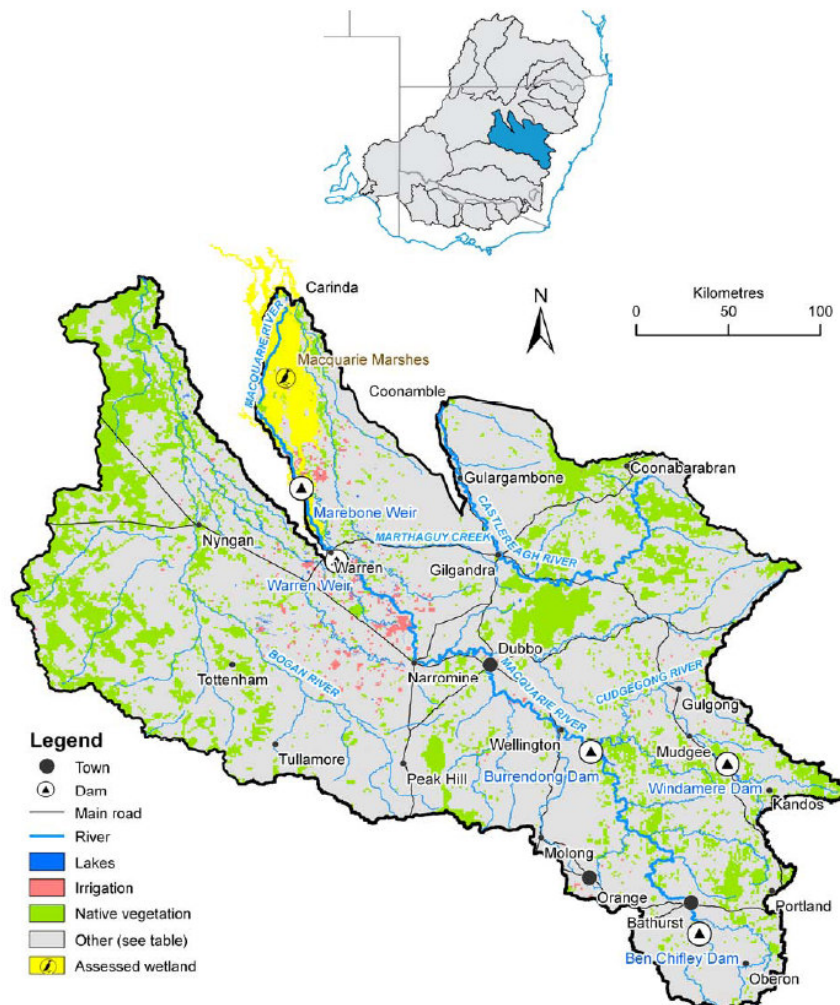 N
Kilometres
0 50 100
Carinda
MACQUARIE RIVER
Macquarie Marshes
Coonamble
Coonabarabran
Gulargambone
CASTLEREAGH RIVER
Marebone Weir
Nyngan
MARTHAGUY CREEK
Warren
Gilgandra
Warren Weir
Dubbo
BOGAN RIVER
Narromine
MACQUARIE RIVER
CUDGEGONG RIVER
Tottenham
Gulgong
Legend
Wellington
Mudgee
Tullamore
Peak Hill
Burrendong Dam
Windamere Dam
Kandos
Town
Dam
Main road
River
Lakes
Irrigation
Native vegetation
Other (see table)
Assessed wetland
Molong
Orange
Portland
Bathurst
Ben Chifley Dam
Oberon